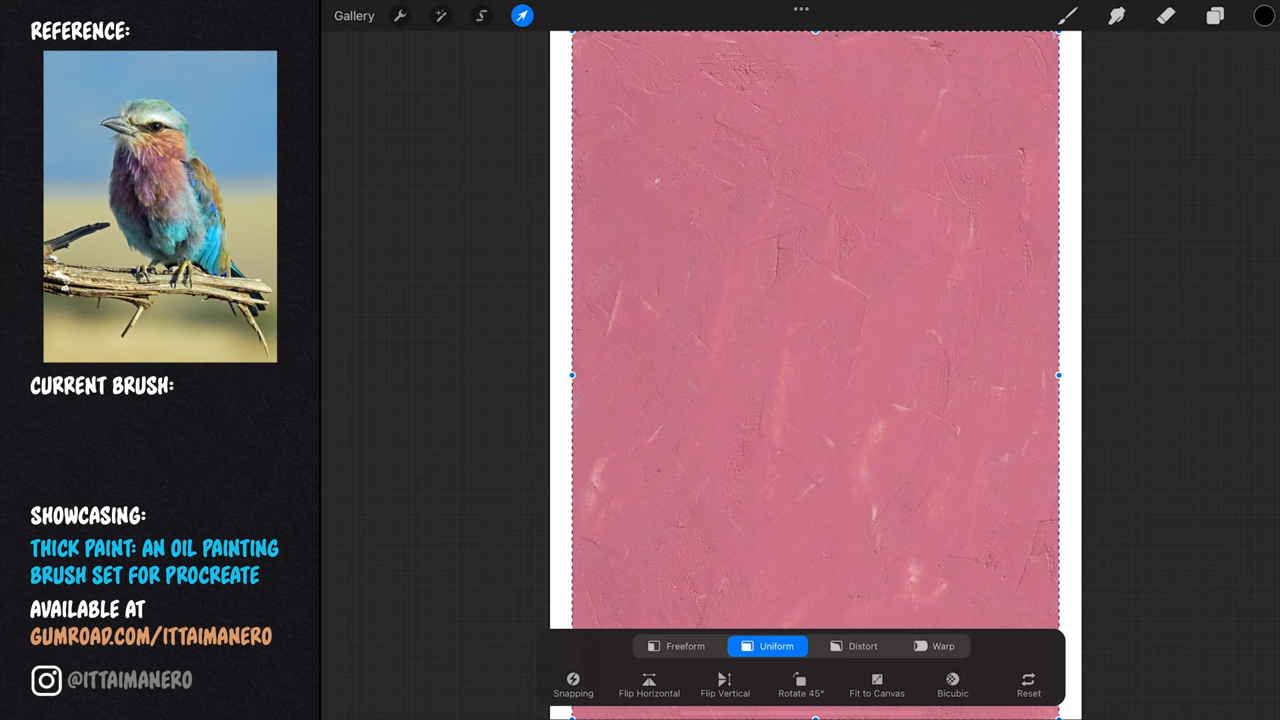 REFERENCE:
CURRENT BRUSH:
SHOWCASING:
THICK PAINT: AN OIL PAINTING
BRUSH SET FOR PROCREATE
AVAILABLE AT
GUMROAD.COM/ITTAIMANERO
@ITTAIMANERO
Gallery
Freeform
Uniform
Distort
Warp
Snapping
Flip Horizontal
Flip Vertical
Rotate 45°
Fit to Canvas
Bicubic
Reset